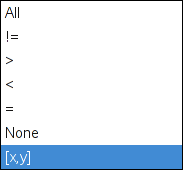 All
!=
>
<
=
None
[x,y]